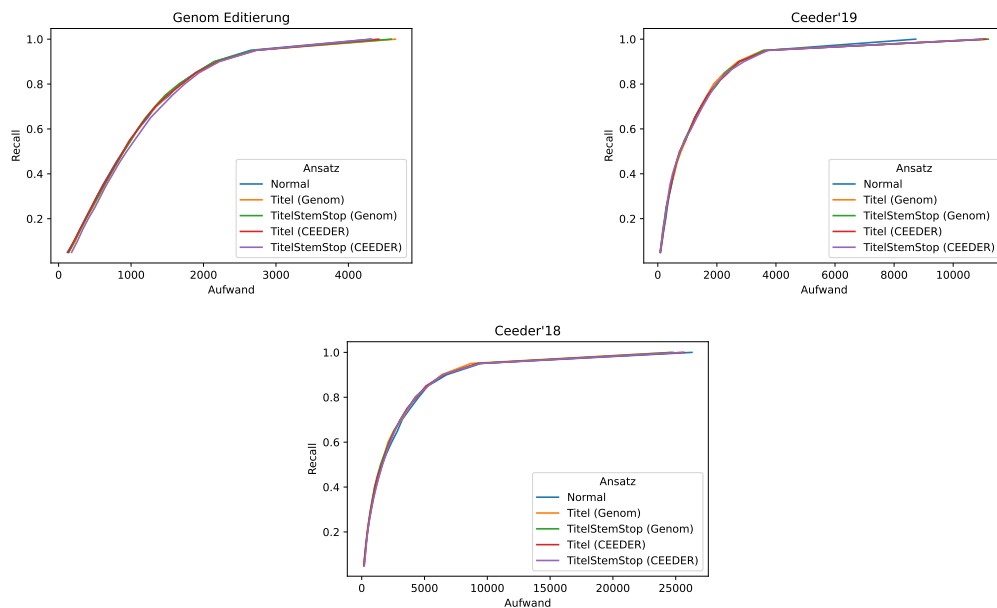 Genom Editierung
1.0
0.8
0.6
0.4
0.2
Recall
Ansatz
Normal
Titel (Genom)
TitelStemStop (Genom)
Titel (CEEDER)
TitelStemStop (CEEDER)
0 1000 2000 3000 4000
Aufwand
Ceeder'19
1.0
0.8
0.6
0.4
0.2
Recall
Ansatz
Normal
Titel (Genom)
TitelStemStop (Genom)
Titel (CEEDER)
TitelStemStop (CEEDER)
0 2000 4000 6000 8000 10000
Aufwand
Ceeder'18
1.0
0.8
0.6
0.4
0.2
Recall
Ansatz
Normal
Titel (Genom)
TitelStemStop (Genom)
Titel (CEEDER)
TitelStemStop (CEEDER)
0 5000 10000 15000 20000 25000
Aufwand